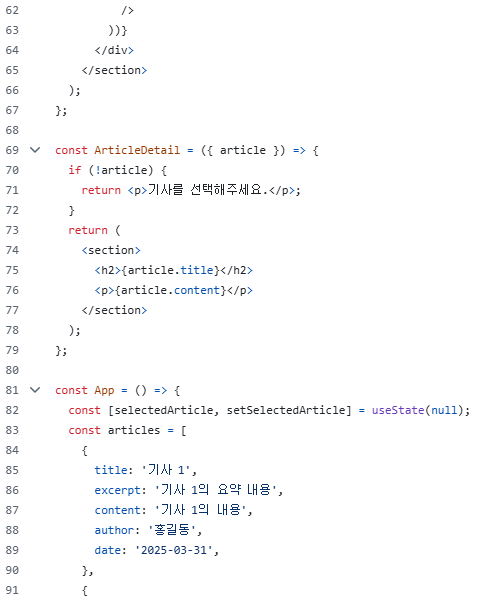 62           />
63         ))}
64       </div>
65     </section>
66   );
67 };
68
69 const ArticleDetail = ({ article }) => {
70   if (!article) {
71     return <p>기사를 선택해주세요.</p>;
72   }
73   return (
74     <section>
75       <h2>{article.title}</h2>
76       <p>{article.content}</p>
77     </section>
78   );
79 };
80
81 const App = () => {
82   const [selectedArticle, setSelectedArticle] = useState(null);
83   const articles = [
84     {
85       title: '기사 1',
86       excerpt: '기사 1의 요약 내용',
87       content: '기사 1의 내용',
88       author: '홍길동',
89       date: '2025-03-31',
90     },
91     {